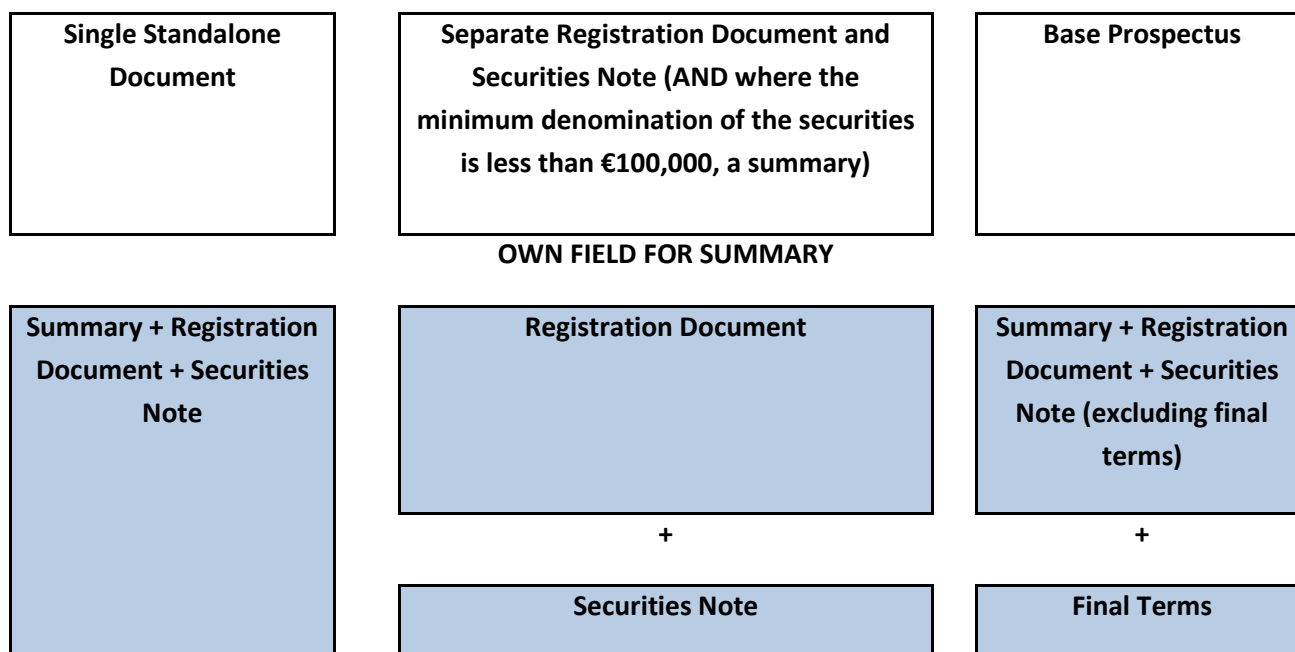 Single Standalone
Document
Separate Registration Document and
Securities Note (AND where the
minimum denomination of the securities
is less than €100,000, a summary)
Base Prospectus
OWN FIELD FOR SUMMARY
Summary + Registration
Document + Securities
Note
Registration Document
Summary + Registration
Document + Securities
Note (excluding final
terms)
+
+
Securities Note
Final Terms